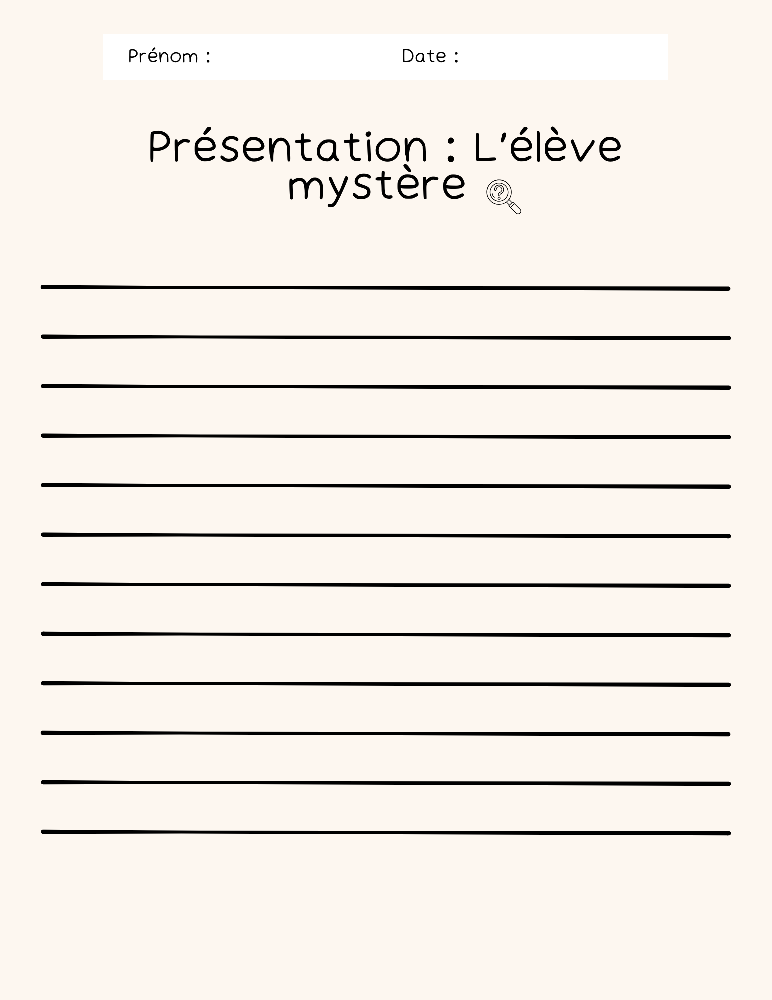 Prénom : Date :
Présentation : L'élève
mystère
?